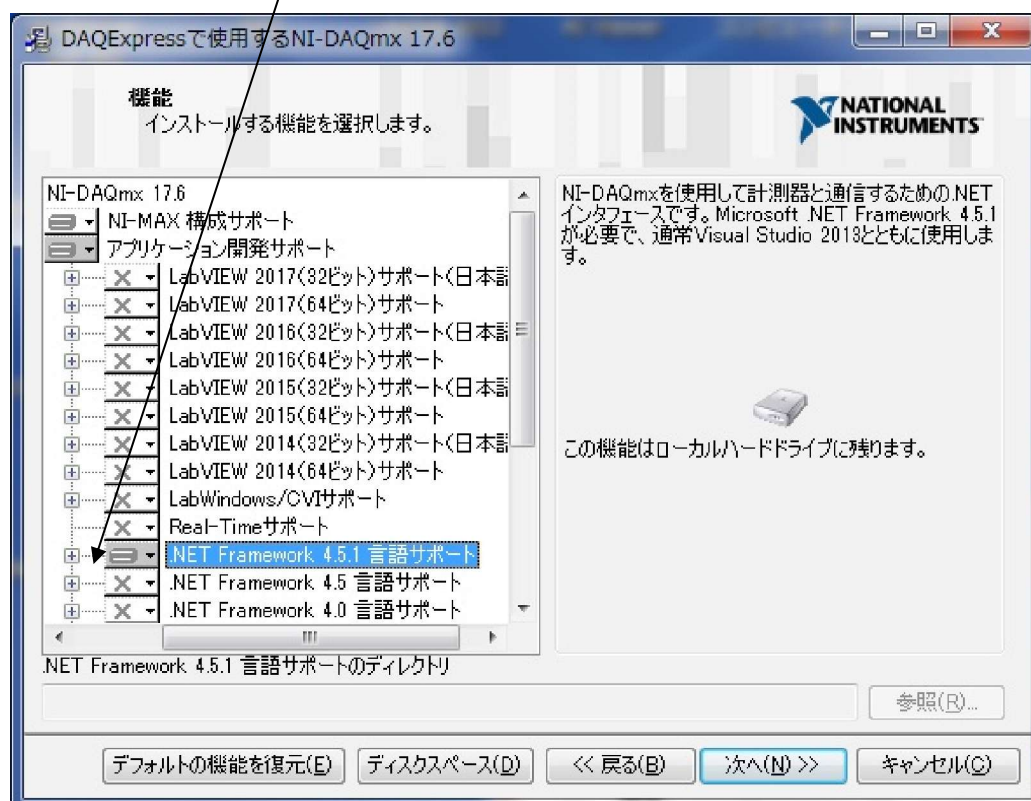 DAQExpressで使用するNI-DAQmx 17.6
機能
インストールする機能を選択します。
NATIONAL
INSTRUMENTS
NI-DAQmx 17.6
NI-MAX 構成サポート
アプリケーション開発サポート
LabVIEW 2017(32ビット)サポート(日本語
LabVIEW 2017(64ビット)サポート
LabVIEW 2016(32ビット)サポート(日本語
LabVIEW 2016(64ビット)サポート
LabVIEW 2015(32ビット)サポート(日本語
LabVIEW 2015(64ビット)サポート
LabVIEW 2014(32ビット)サポート(日本語
LabVIEW 2014(64ビット)サポート
LabWindows/CVIサポート
Real-Timeサポート
.NET Framework 4.5.1 言語サポート
.NET Framework 4.5 言語サポート
.NET Framework 4.0 言語サポート
NI-DAQmxを使用して計測器と通信するための.NET
インタフェースです。Microsoft .NET Framework 4.5.1
が必要で、通常Visual Studio 2013とともに使用しま
す。
この機能はローカルハードドライブに残ります。
.NET Framework 4.5.1 言語サポートのディレクトリ
参照(R)...
デフォルトの機能を復元(E)
ディスクスペース(D)
<< 戻る(B)
次へ(N) >>
キャンセル(C)